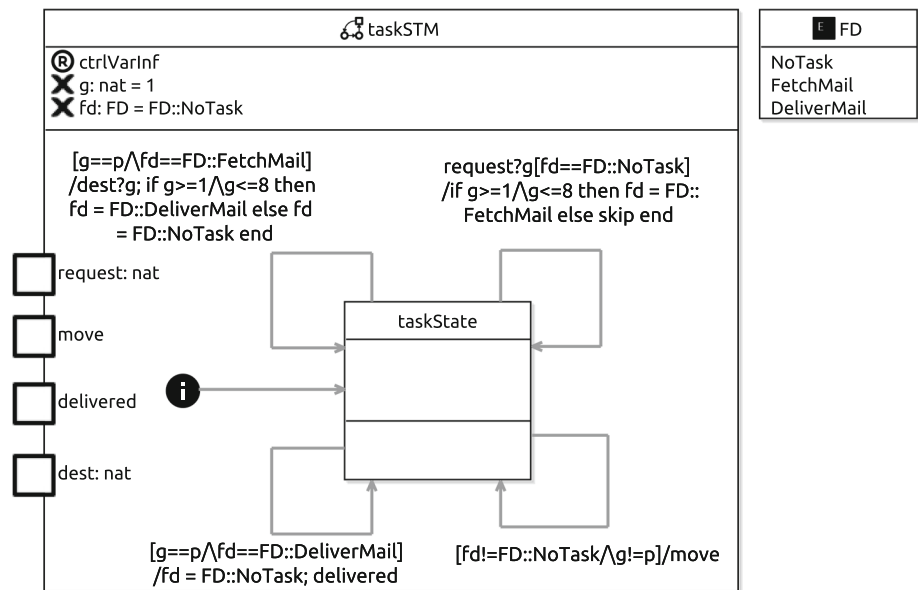 taskSTM
R ctrlVarInf
g: nat = 1
fd: FD = FD::NoTask
E FD
NoTask
FetchMail
DeliverMail
[g==p/\fd==FD::FetchMail]
/dest?g; if g>=1/\g<=8 then
fd = FD::DeliverMail else fd
= FD::NoTask end
request?g[fd==FD::NoTask]
/if g>=1/\g<=8 then fd = FD::
FetchMail else skip end
request: nat
move
delivered
dest: nat
taskState
i
[g==p/\fd==FD::DeliverMail]
/fd = FD::NoTask; delivered
[fd!=FD::NoTask/\g!=p]/move